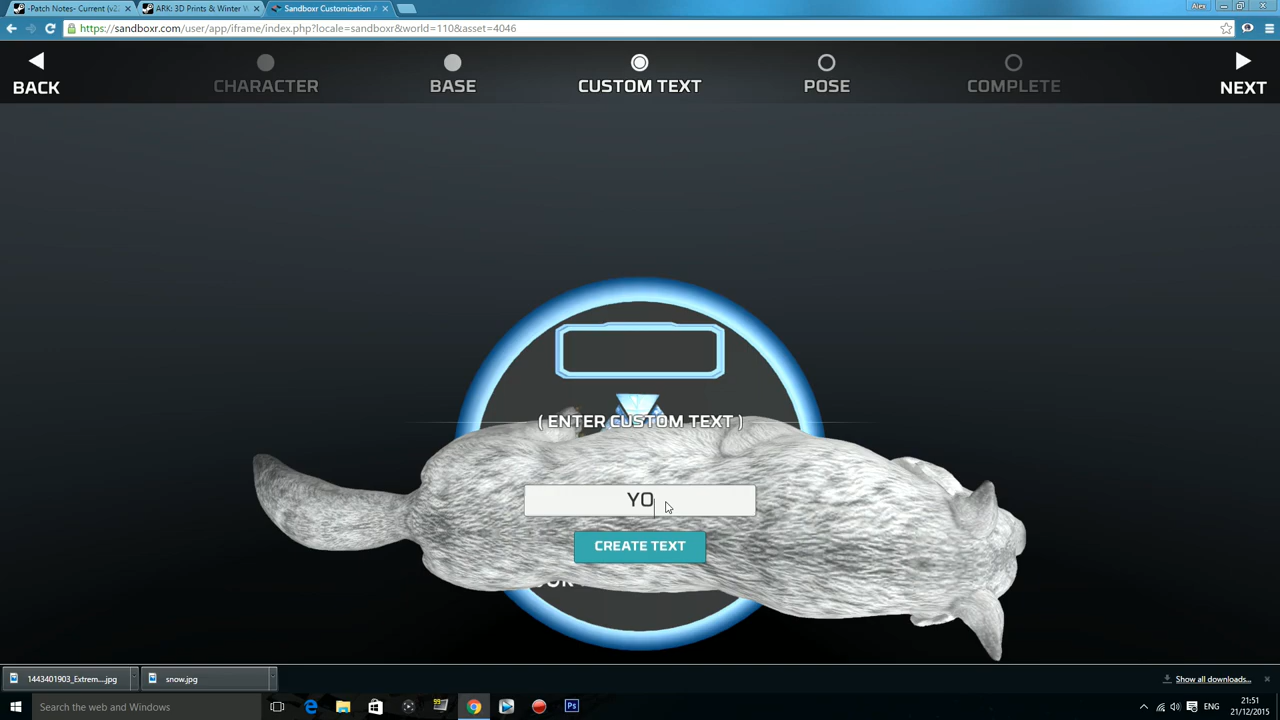 -Patch Notes- Current (v2
ARK: 3D Prints & Winter W
Sandboxr Customization A
Alex
https://sandboxr.com/user/app/iframe/index.php?locale=sandboxr&world=110&asset=4046
BACK
CHARACTER
BASE
CUSTOM TEXT
POSE
COMPLETE
NEXT
( ENTER CUSTOM TEXT )
YO
CREATE TEXT
1443401903_Extrem....jpg
snow.jpg
Show all downloads...
Search the web and Windows
99
Ps
ENG
21:51
21/12/2015